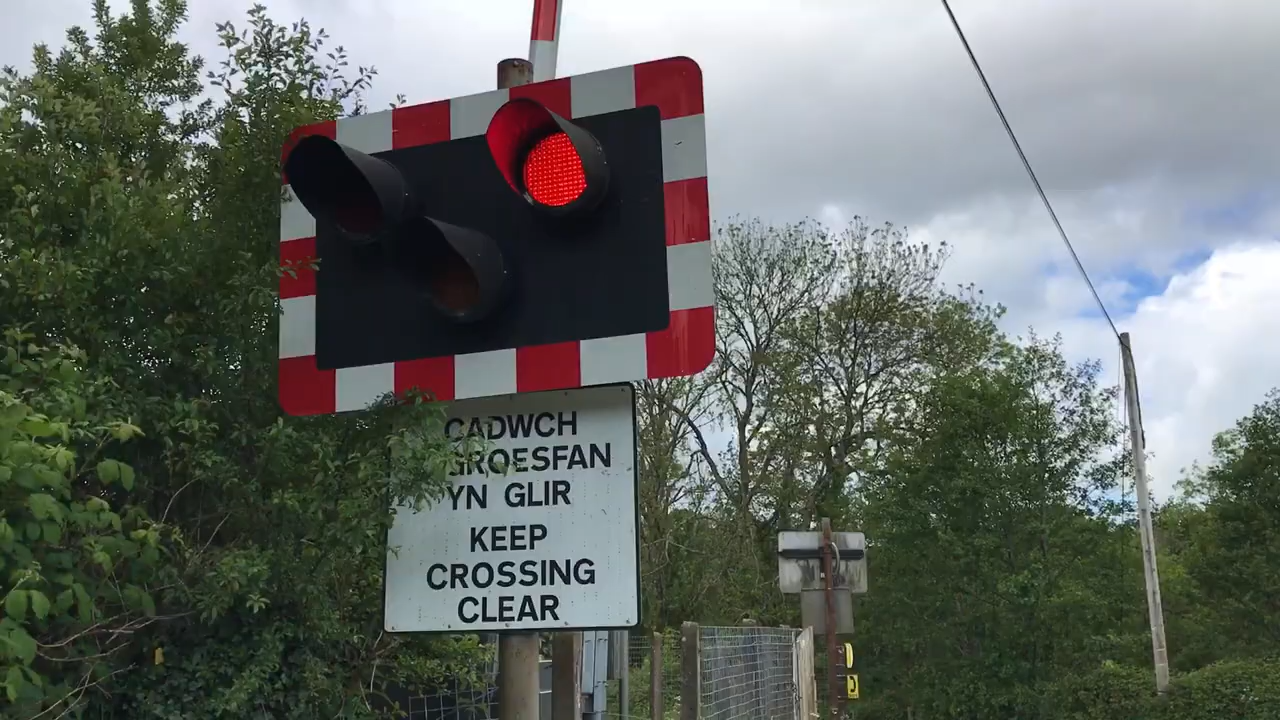 CADWCH
GROESFAN
YN GLIR
KEEP
CROSSING
CLEAR